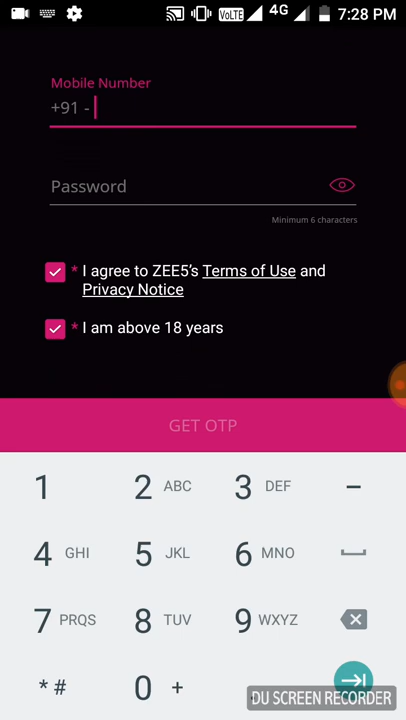 VoLTE 4G 7:28 PM
Mobile Number
+91 -
Password
Minimum 6 characters
* I agree to ZEE5's Terms of Use and
Privacy Notice
* I am above 18 years
GET OTP
1 2 ABC 3 DEF -
4 GHI 5 JKL 6 MNO
7 PRQS 8 TUV 9 WXYZ
* # 0 +
DU SCREEN RECORDER